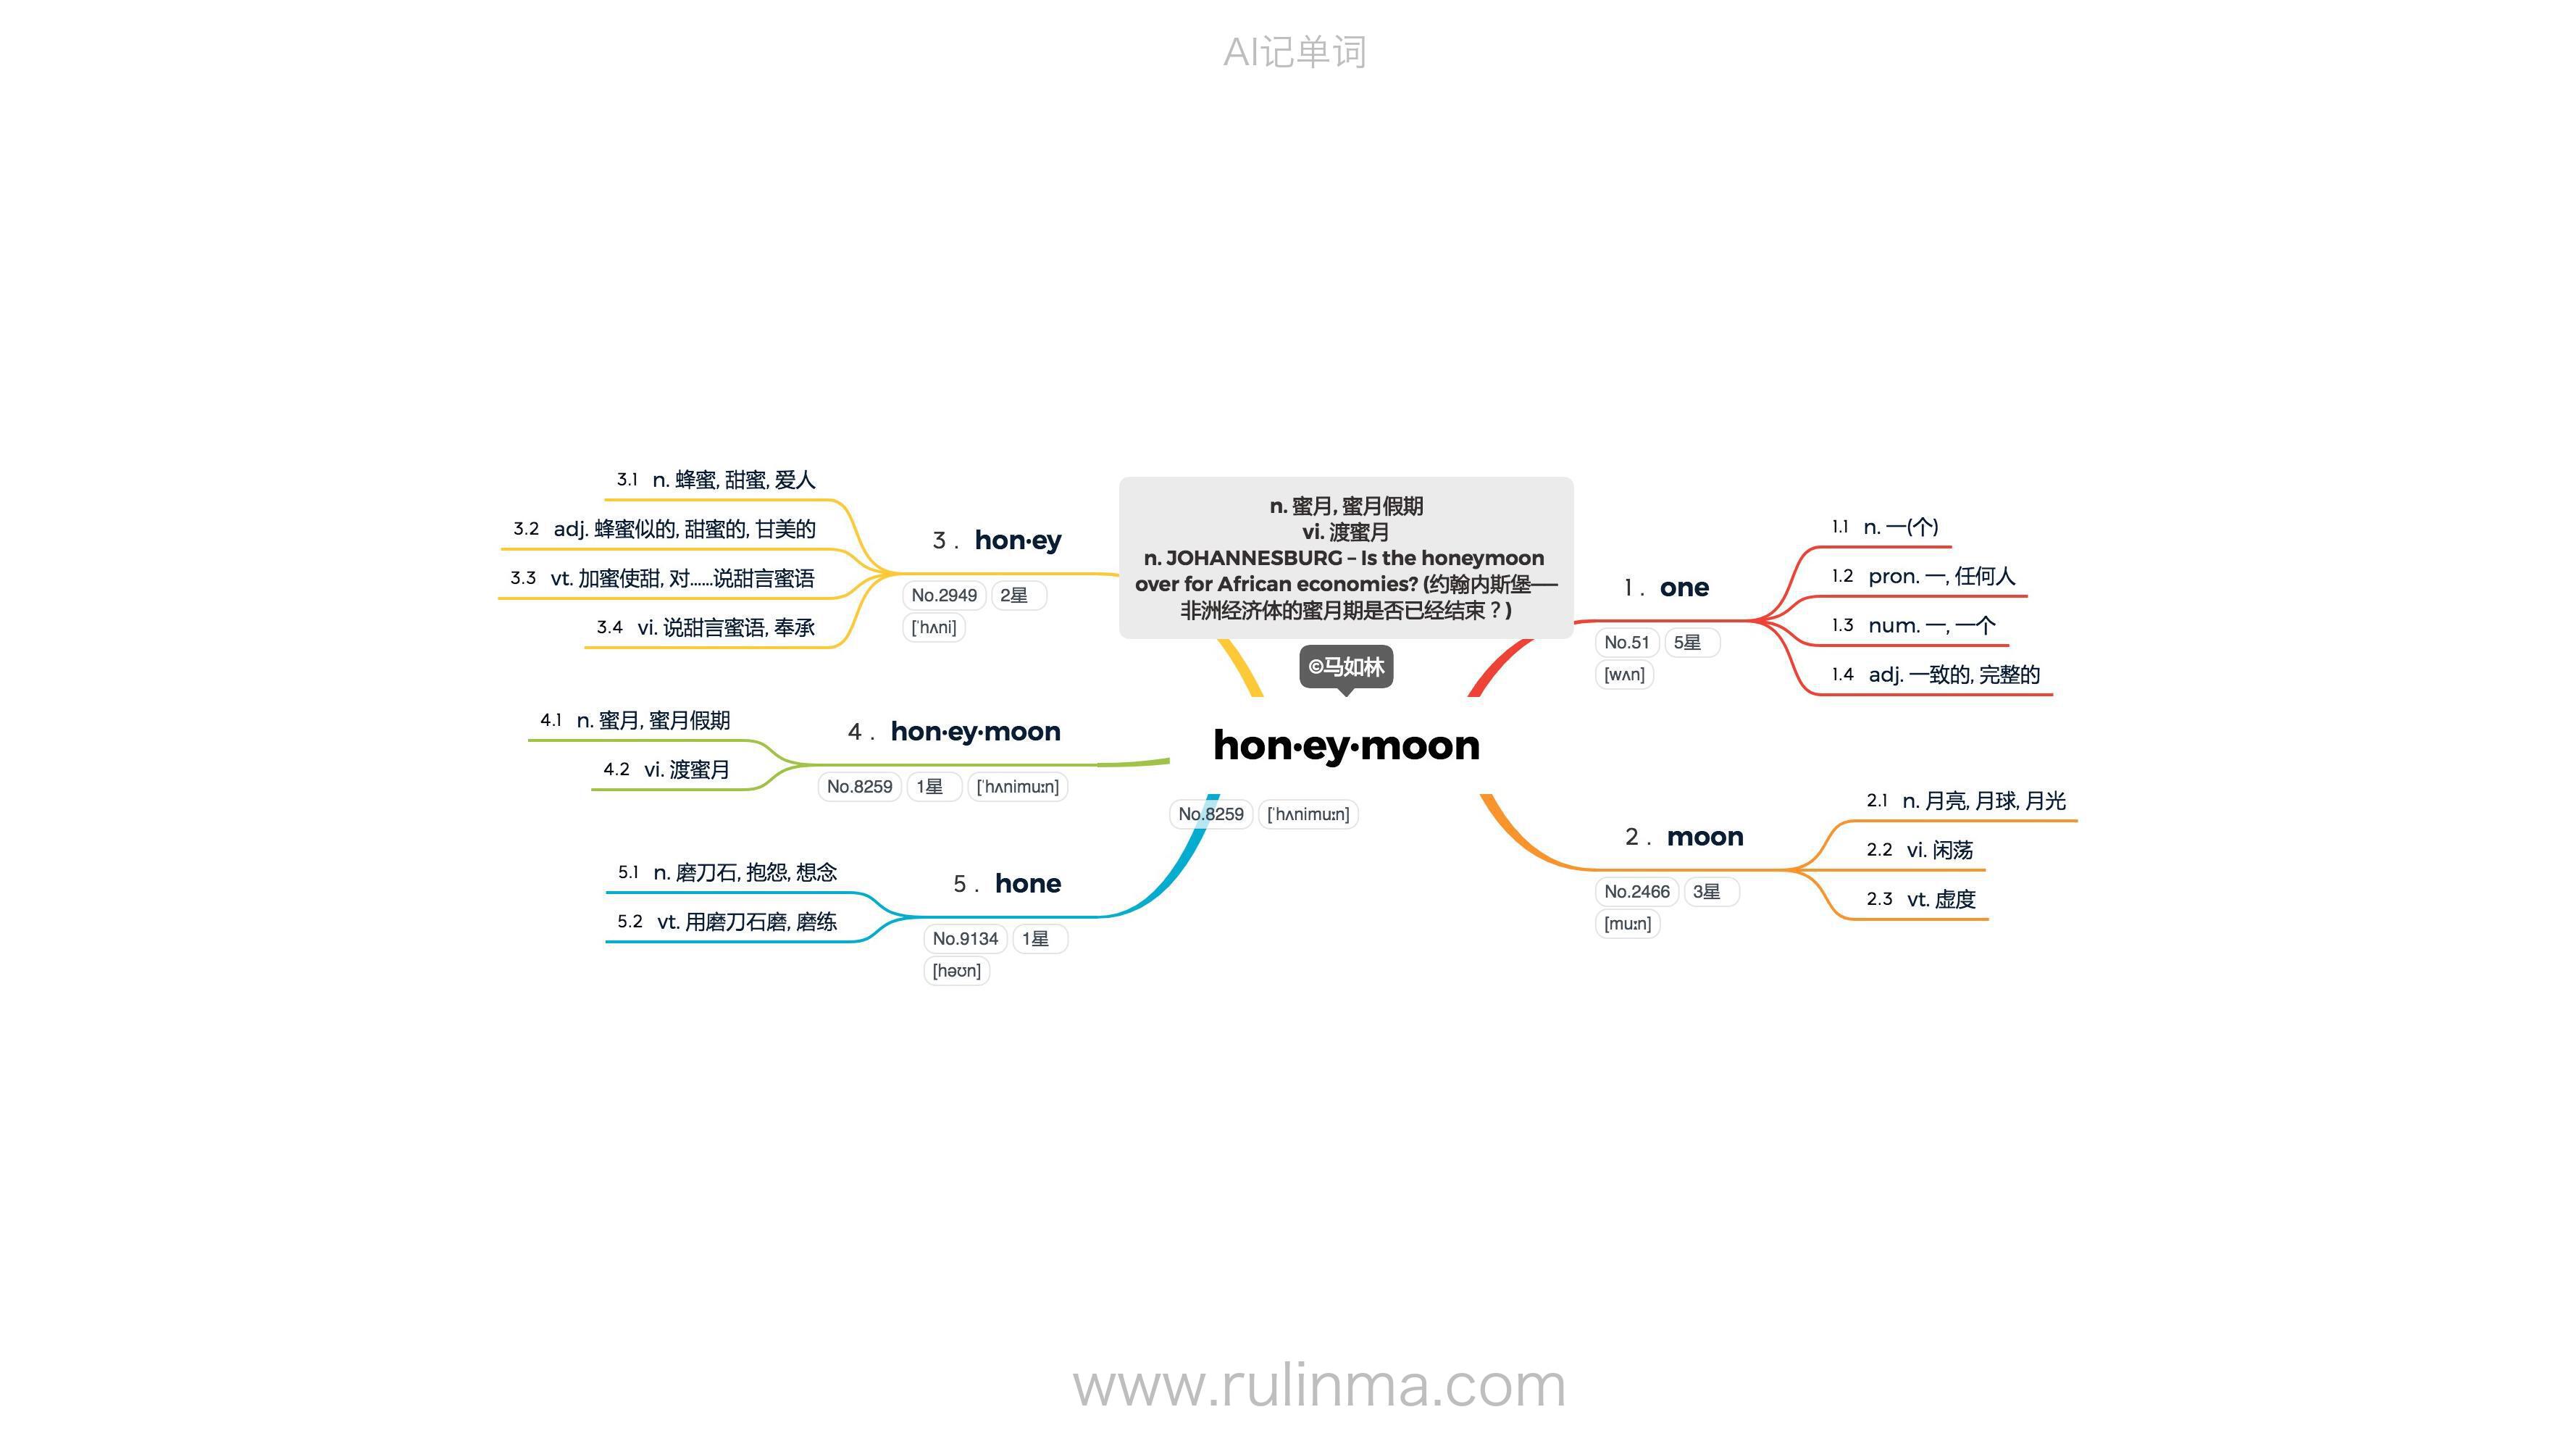 AI记单词
n. 蜜月, 蜜月假期
vi. 渡蜜月
n. JOHANNESBURG – Is the honeymoon
over for African economies? (约翰内斯堡——
非洲经济体的蜜月期是否已经结束？)
©马如林
hon·ey·moon
No.8259 [ˈhʌnimuːn]
1 . one
No.51 5星
[wʌn]
1.1 n. 一(个)
1.2 pron. 一, 任何人
1.3 num. 一, 一个
1.4 adj. 一致的, 完整的
2 . moon
No.2466 3星
[muːn]
2.1 n. 月亮, 月球, 月光
2.2 vi. 闲荡
2.3 vt. 虚度
3 . hon·ey
No.2949 2星
[ˈhʌni]
3.1 n. 蜂蜜, 甜蜜, 爱人
3.2 adj. 蜂蜜似的, 甜蜜的, 甘美的
3.3 vt. 加蜜使甜, 对……说甜言蜜语
3.4 vi. 说甜言蜜语, 奉承
4 . hon·ey·moon
No.8259 1星 [ˈhʌnimuːn]
4.1 n. 蜜月, 蜜月假期
4.2 vi. 渡蜜月
5 . hone
No.9134 1星
[həʊn]
5.1 n. 磨刀石, 抱怨, 想念
5.2 vt. 用磨刀石磨, 磨练
www.rulinma.com